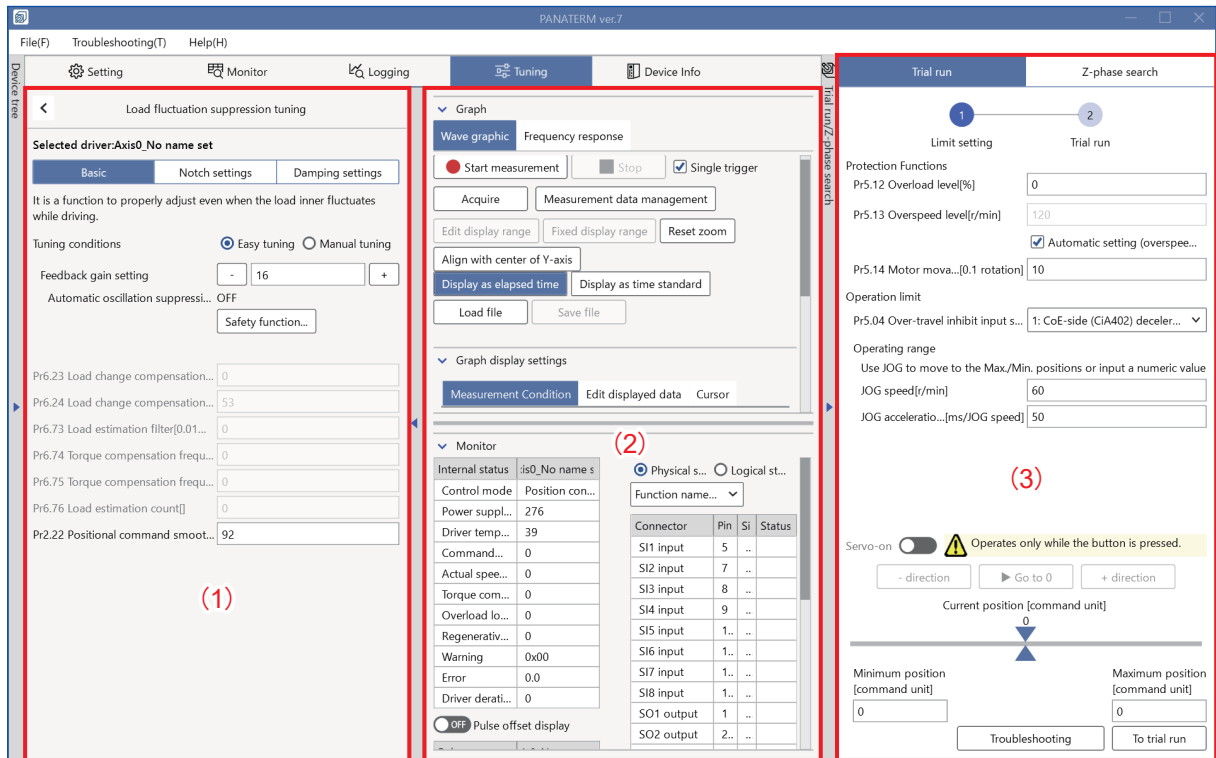 PANATERM ver.7
File(F) Troubleshooting(T) Help(H)
Device tree
Setting Monitor Logging Tuning Device Info
Load fluctuation suppression tuning
Selected driver:Axis0_No name set
Basic Notch settings Damping settings
It is a function to properly adjust even when the load inner fluctuates
while driving.
Tuning conditions Easy tuning Manual tuning
Feedback gain setting - 16 +
Automatic oscillation suppressi... OFF
Safety function...
Pr6.23 Load change compensation... 0
Pr6.24 Load change compensation... 53
Pr6.73 Load estimation filter[0.01... 0
Pr6.74 Torque compensation frequ... 0
Pr6.75 Torque compensation frequ... 0
Pr6.76 Load estimation count[] 0
Pr2.22 Positional command smoot... 92
(1)
Graph
Wave graphic Frequency response
Start measurement Stop Single trigger
Acquire Measurement data management
Edit display range Fixed display range Reset zoom
Align with center of Y-axis
Display as elapsed time Display as time standard
Load file Save file
Graph display settings
Measurement Condition Edit displayed data Cursor
(2)
Monitor
Internal status :is0_No name s
Control mode Position con...
Power suppl... 276
Driver temp... 39
Command... 0
Actual spee... 0
Torque com... 0
Overload lo... 0
Regenerativ... 0
Warning 0x00
Error 0.0
Driver derati... 0
OFF Pulse offset display
Physical s... Logical st...
Function name...
Connector Pin Si Status
SI1 input 5 ..
SI2 input 7 ..
SI3 input 8 ..
SI4 input 9 ..
SI5 input 1.. ..
SI6 input 1.. ..
SI7 input 1.. ..
SI8 input 1.. ..
SO1 output 1 ..
SO2 output 2.. ..
Trial run/Z-phase search
Trial run Z-phase search
1 2
Limit setting Trial run
Protection Functions
Pr5.12 Overload level[%] 0
Pr5.13 Overspeed level[r/min] 120
Automatic setting (overspee...
Pr5.14 Motor mova...[0.1 rotation] 10
Operation limit
Pr5.04 Over-travel inhibit input s... 1: CoE-side (CiA402) deceler...
Operating range
Use JOG to move to the Max./Min. positions or input a numeric value
JOG speed[r/min] 60
JOG acceleratio...[ms/JOG speed] 50
(3)
Servo-on Operates only while the button is pressed.
- direction Go to 0 + direction
Current position [command unit]
0
Minimum position
[command unit]
0
Maximum position
[command unit]
0
Troubleshooting To trial run